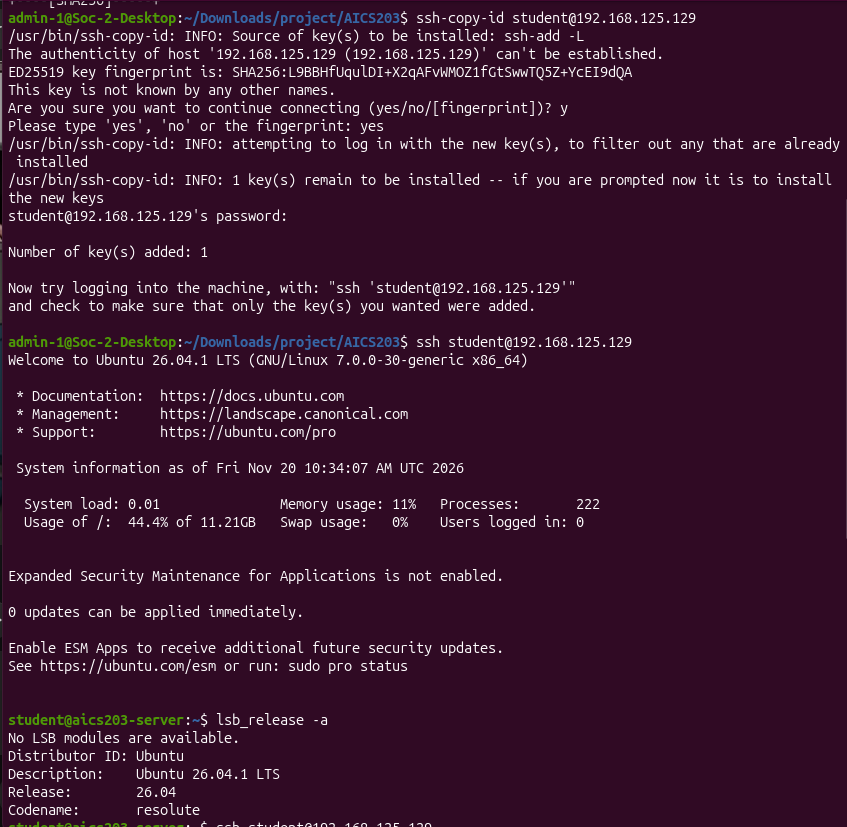 admin-1@Soc-2-Desktop:~/Downloads/project/AICS203$ ssh-copy-id student@192.168.125.129
/usr/bin/ssh-copy-id: INFO: Source of key(s) to be installed: ssh-add -L
The authenticity of host '192.168.125.129 (192.168.125.129)' can't be established.
ED25519 key fingerprint is: SHA256:L9BBHfUqulDI+X2qAFvWMOZ1fGtSwwTQ5Z+YcEI9dQA
This key is not known by any other names.
Are you sure you want to continue connecting (yes/no/[fingerprint])? y
Please type 'yes', 'no' or the fingerprint: yes
/usr/bin/ssh-copy-id: INFO: attempting to log in with the new key(s), to filter out any that are already
 installed
/usr/bin/ssh-copy-id: INFO: 1 key(s) remain to be installed -- if you are prompted now it is to install
the new keys
student@192.168.125.129's password:
Number of key(s) added: 1
Now try logging into the machine, with: "ssh 'student@192.168.125.129'"
and check to make sure that only the key(s) you wanted were added.
admin-1@Soc-2-Desktop:~/Downloads/project/AICS203$ ssh student@192.168.125.129
Welcome to Ubuntu 26.04.1 LTS (GNU/Linux 7.0.0-30-generic x86_64)
 * Documentation:  https://docs.ubuntu.com
 * Management:     https://landscape.canonical.com
 * Support:        https://ubuntu.com/pro
 System information as of Fri Nov 20 10:34:07 AM UTC 2026
  System load: 0.01               Memory usage: 11%   Processes:       222
  Usage of /:  44.4% of 11.21GB   Swap usage:   0%    Users logged in: 0
Expanded Security Maintenance for Applications is not enabled.
0 updates can be applied immediately.
Enable ESM Apps to receive additional future security updates.
See https://ubuntu.com/esm or run: sudo pro status
student@aics203-server:~$ lsb_release -a
No LSB modules are available.
Distributor ID: Ubuntu
Description:    Ubuntu 26.04.1 LTS
Release:        26.04
Codename:       resolute